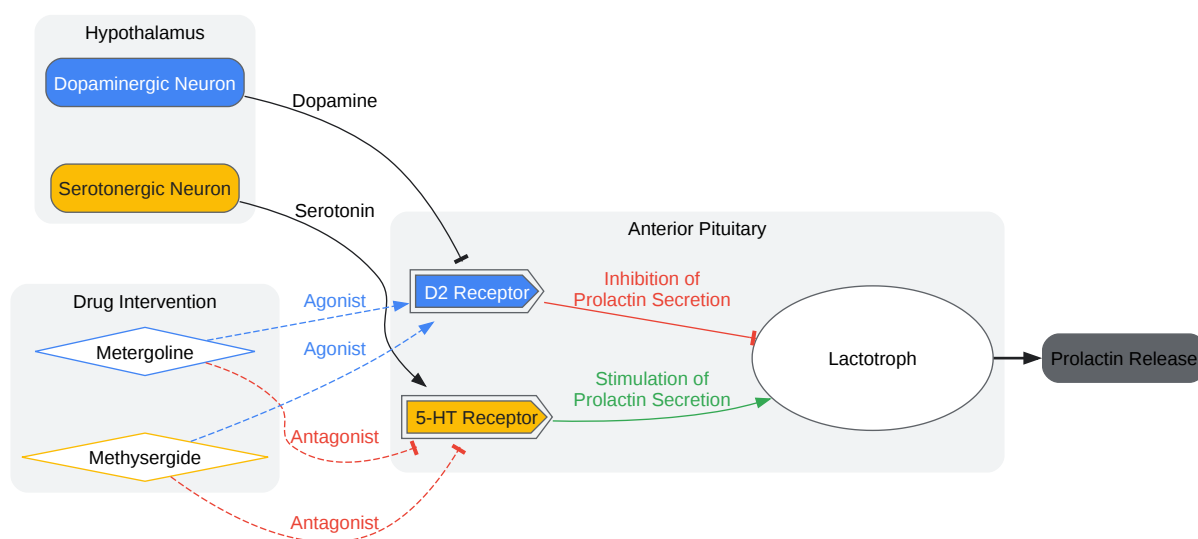 Hypothalamus
Dopaminergic Neuron
Dopamine
Serotonergic Neuron
Serotonin
Anterior Pituitary
D2 Receptor
Inhibition of
Prolactin Secretion
Drug Intervention
Agonist
Metergoline
Agonist
Lactotroph
Prolactin Release
Stimulation of
Prolactin Secretion
5-HT Receptor
Antagonist
Methysergide
Antagonist